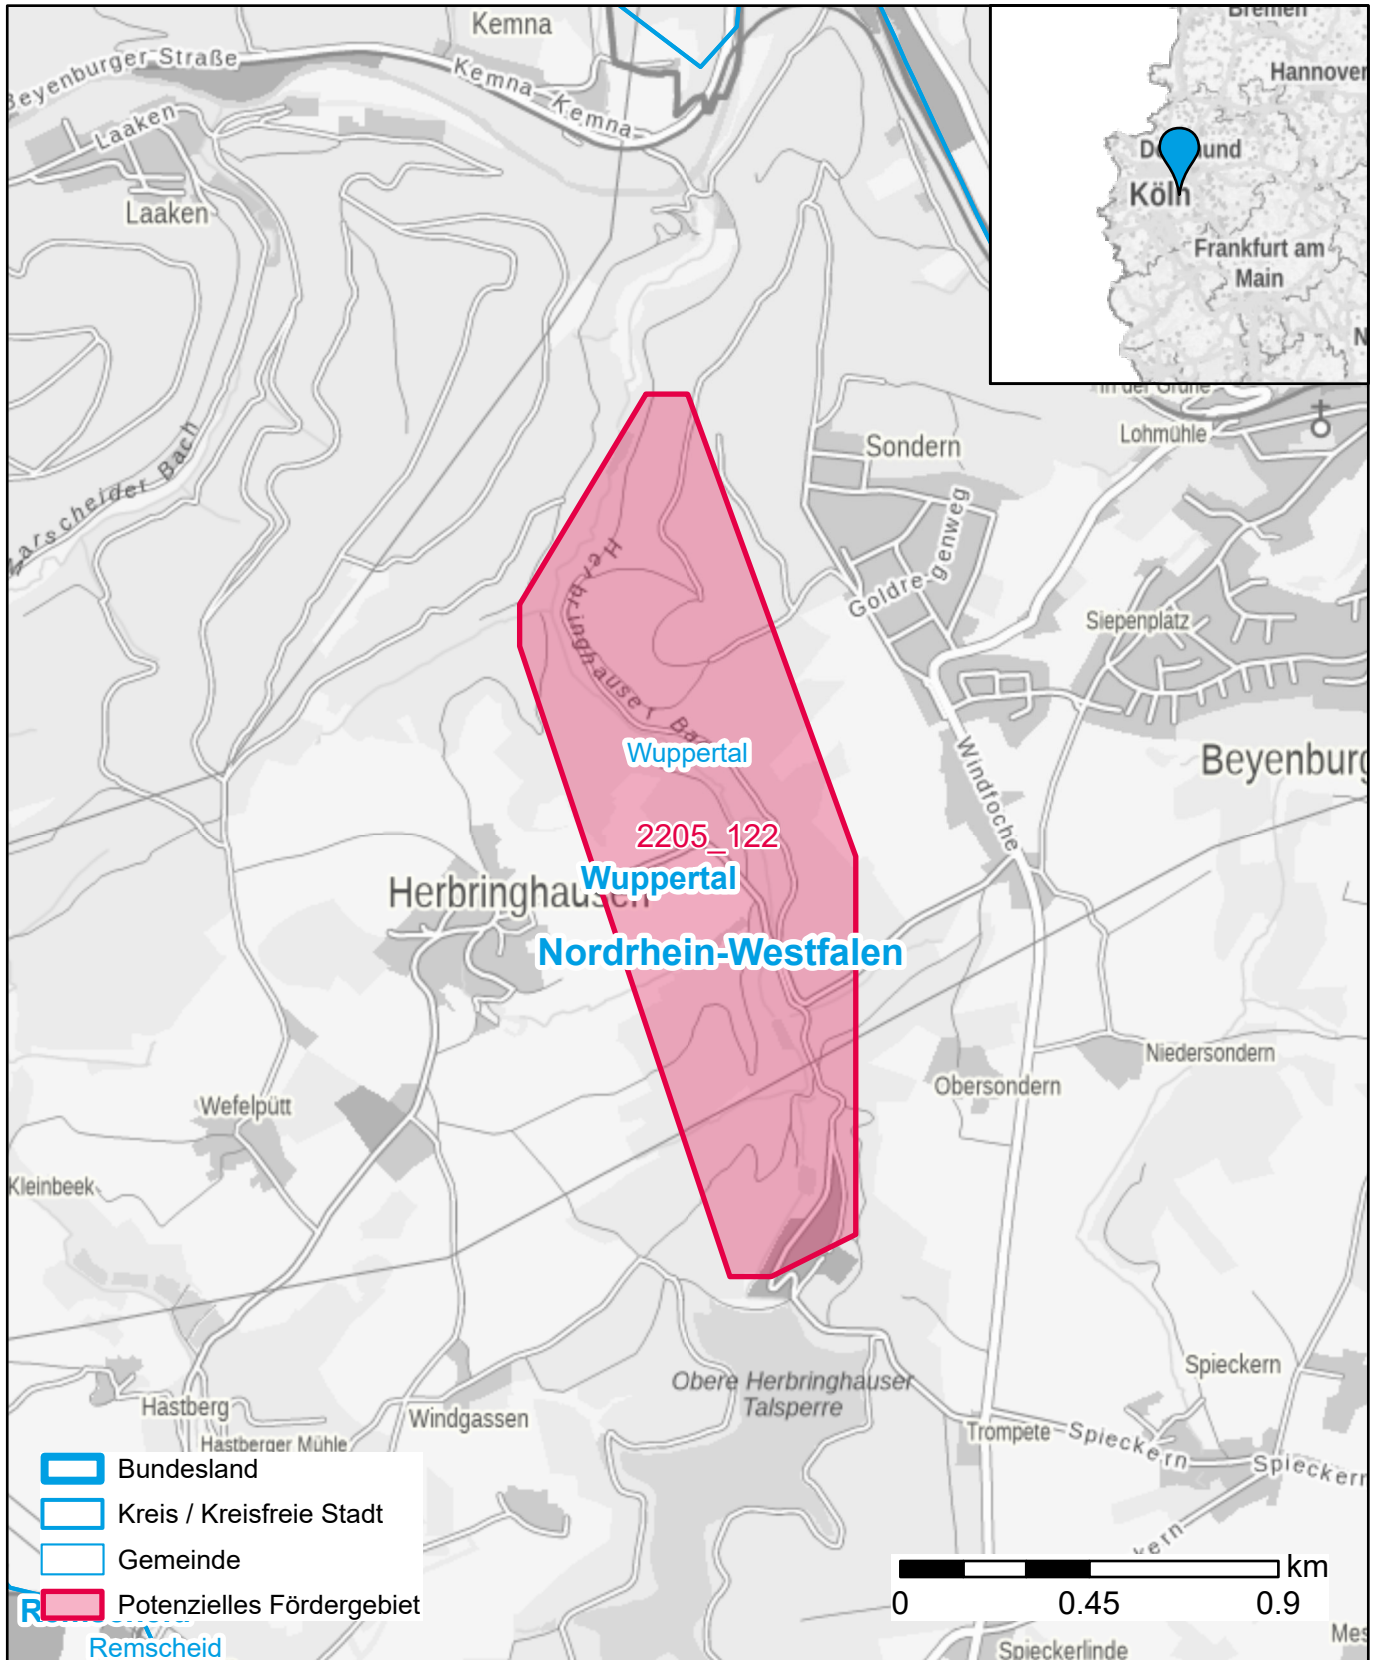 Kemna
Beyenburger Straße
Kemna
Kemna
Laaken
Laaken
Bremen
Hannover
Köln
Frankfurt am
Main
In der Grüne
Lohmühle
Sondern
Marscheider Bach
Herbringhauser Bach
Goldregenweg
Siepenplatz
Wuppertal
Windfoche
Beyenburg
2205_122
Wuppertal
Herbringhausen
Nordrhein-Westfalen
Niedersondern
Obersondern
Wefelpütt
Kleinbeek
Spieckern
Obere Herbringhauser
Talsperre
Hastberg
Windgassen
Hastberger Mühle
Trompete
Spieckern
Spieckern
Bundesland
Kreis / Kreisfreie Stadt
Gemeinde
Potenzielles Fördergebiet
km
0 0.45 0.9
Remscheid
Spieckerlinde